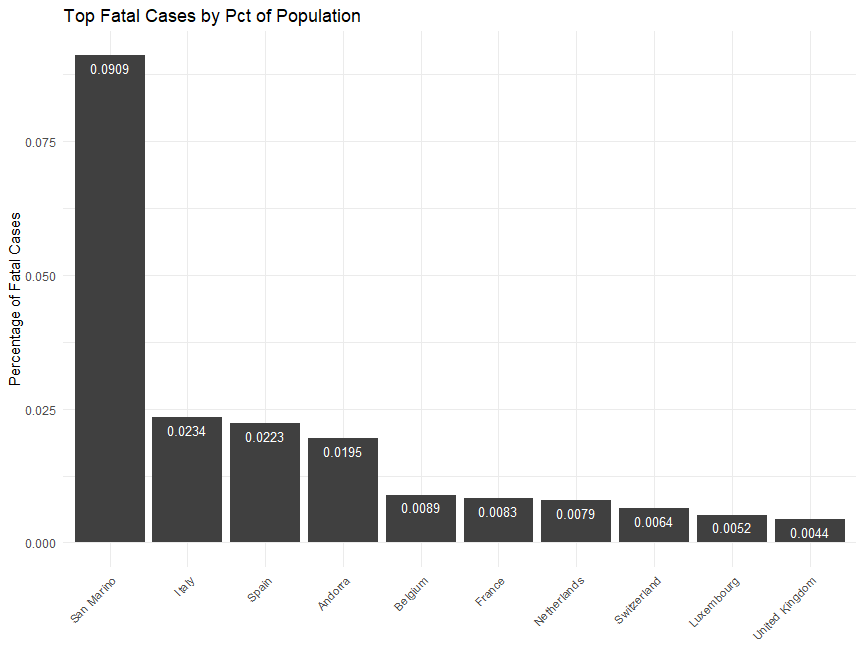 Top Fatal Cases by Pct of Population
Percentage of Fatal Cases
0.075
0.050
0.025
0.000
0.0909
0.0234
0.0223
0.0195
0.0089
0.0083
0.0079
0.0064
0.0052
0.0044
San Marino
Italy
Spain
Andorra
Belgium
France
Netherlands
Switzerland
Luxembourg
United Kingdom